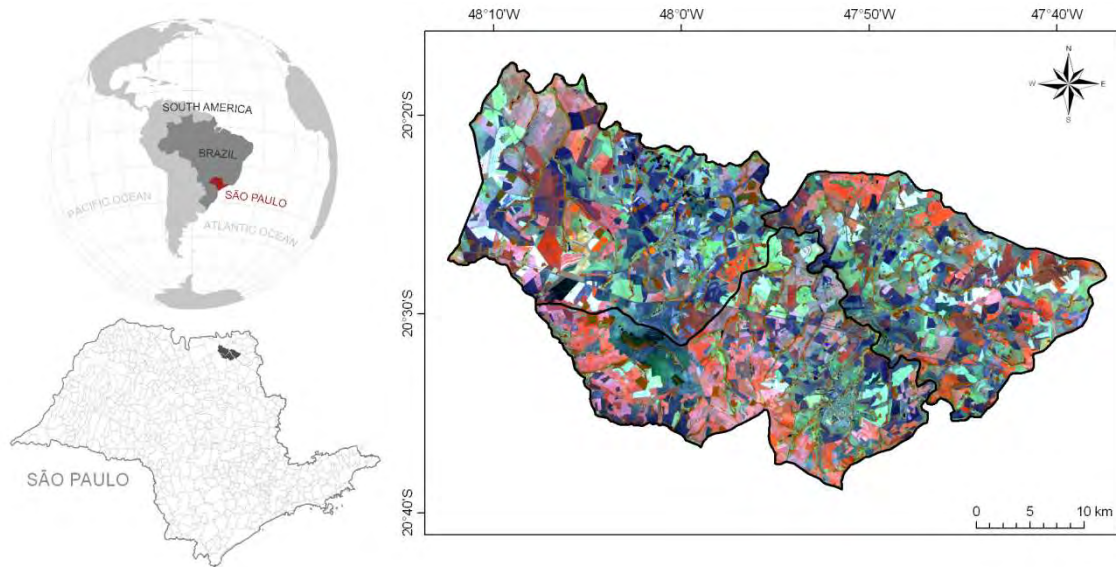 SOUTH AMERICA
BRAZIL
SÃO PAULO
PACIFIC OCEAN
ATLANTIC OCEAN
SÃO PAULO
48°10'W 48°0'W 47°50'W 47°40'W
20°20'S
20°30'S
20°40'S
N
W E
S
0 5 10 km